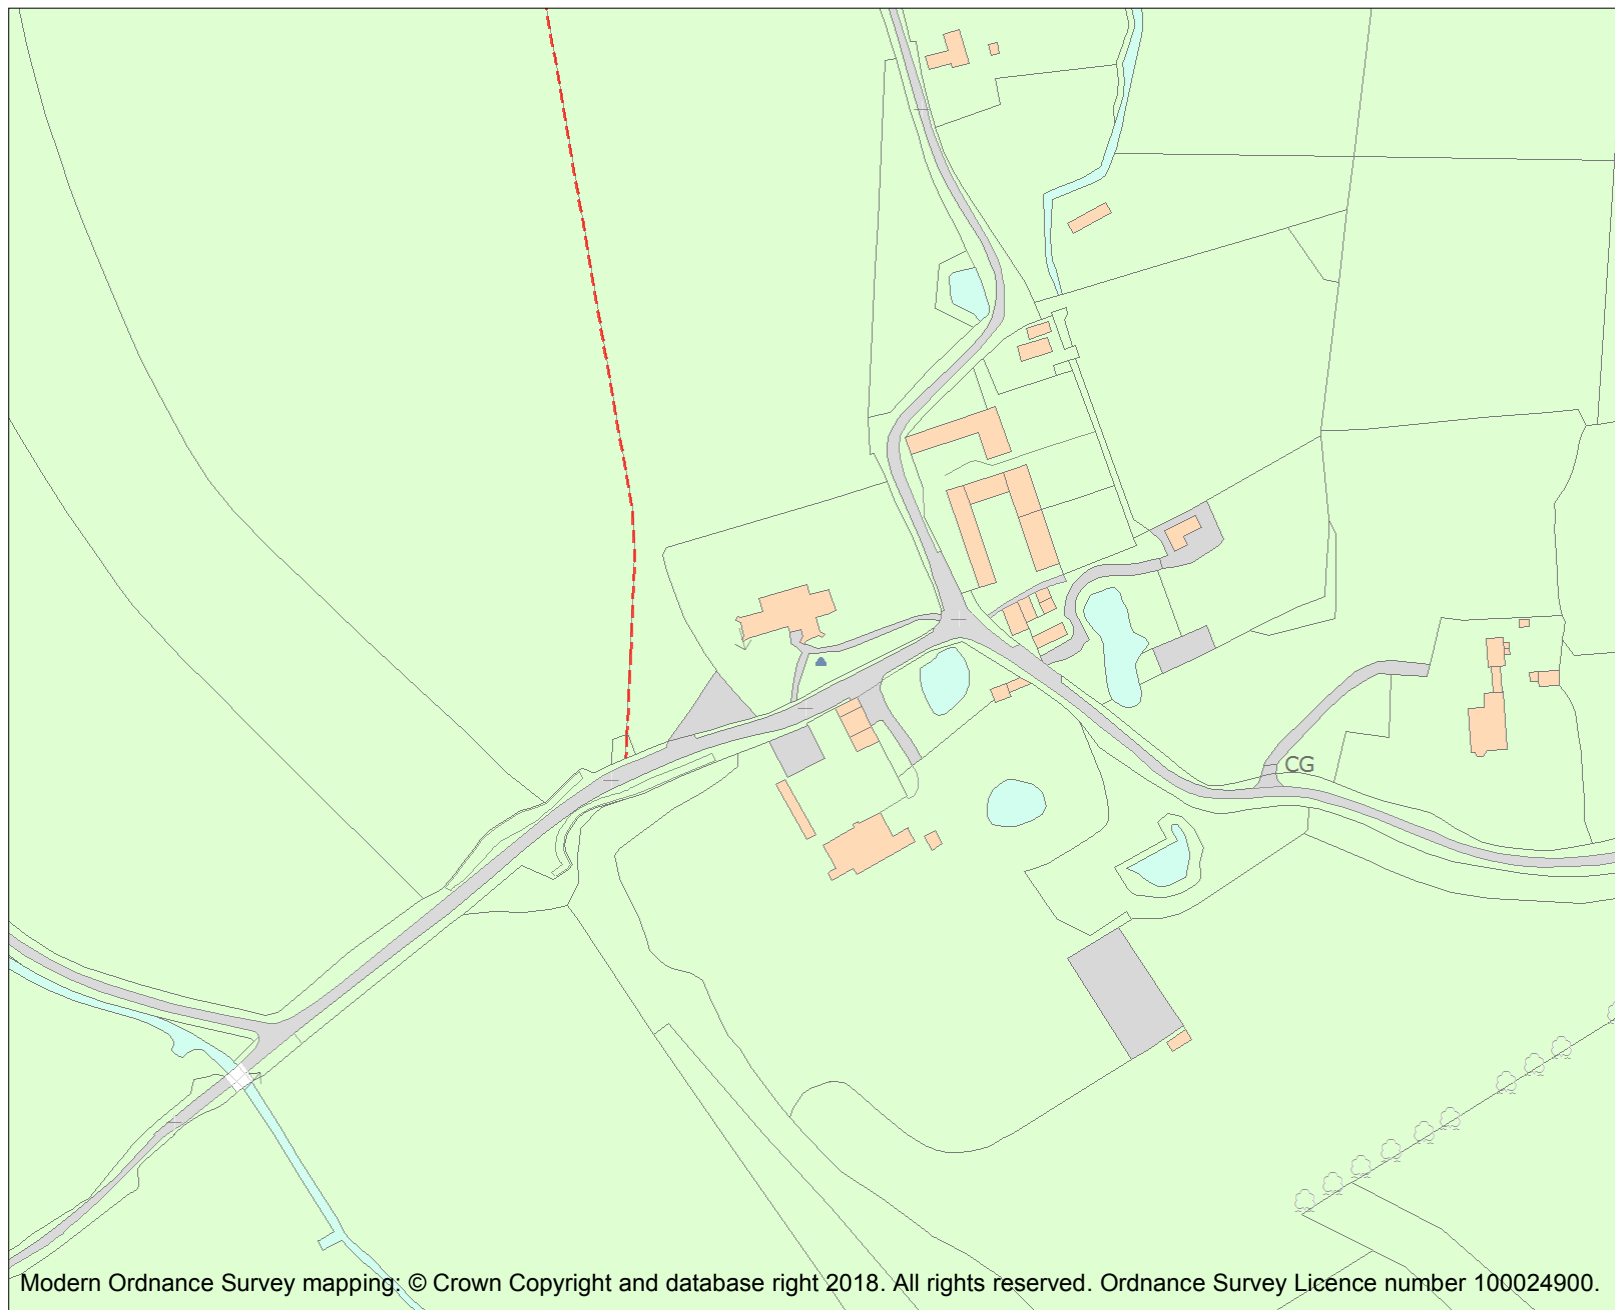 CG
Modern Ordnance Survey mapping: © Crown Copyright and database right 2018. All rights reserved. Ordnance Survey Licence number 100024900.